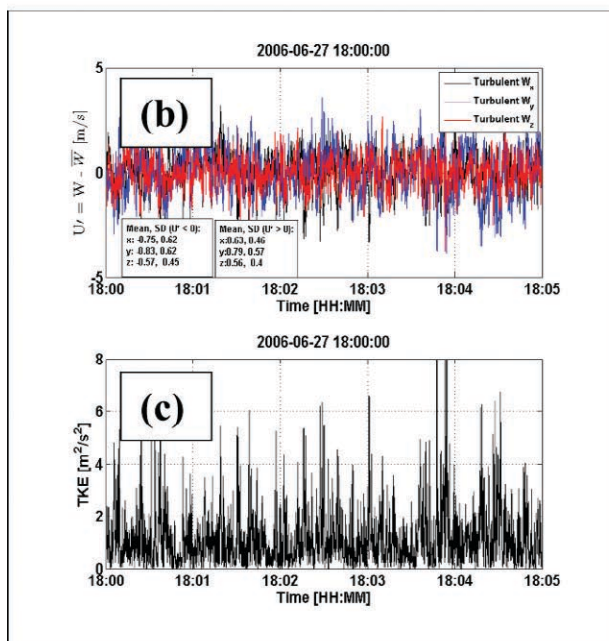 2006-06-27 18:00:00
5
0
-5
U′ = W - W̅ [m/s]
(b)
Turbulent Wx
Turbulent Wy
Turbulent Wz
Mean, SD (U' < 0):
x: -0.75, 0.62
y: -0.83, 0.62
z: -0.57, 0.45
Mean, SD (U' > 0):
x:0.63, 0.46
y:0.79, 0.57
z:0.56, 0.4
18:00 18:01 18:02 18:03 18:04 18:05
Time [HH:MM]
2006-06-27 18:00:00
8
6
4
2
0
TKE [m²/s²]
(c)
18:00 18:01 18:02 18:03 18:04 18:05
Time [HH:MM]